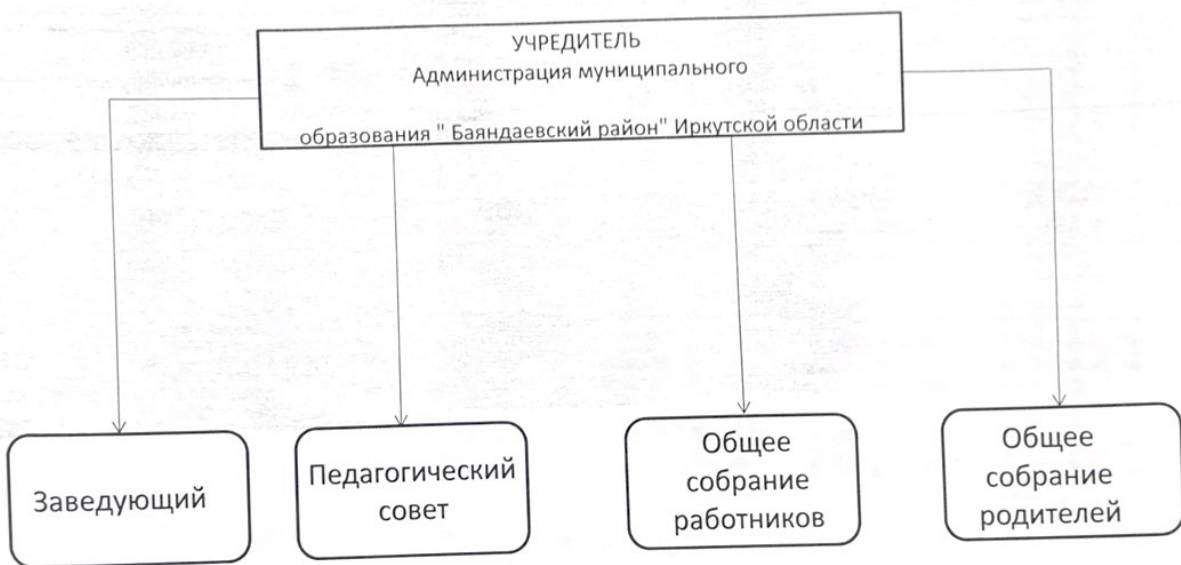 УЧРЕДИТЕЛЬ
Администрация муниципального
образования " Баяндаевский район" Иркутской области
Заведующий
Педагогический
совет
Общее
собрание
работников
Общее
собрание
родителей